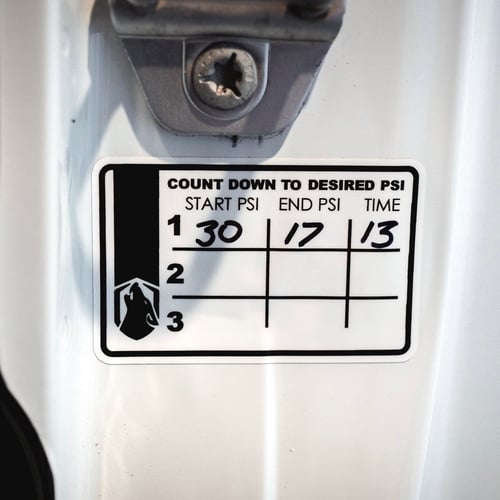 COUNT DOWN TO DESIRED PSI
START PSI END PSI TIME
1 30 17 13
2
3